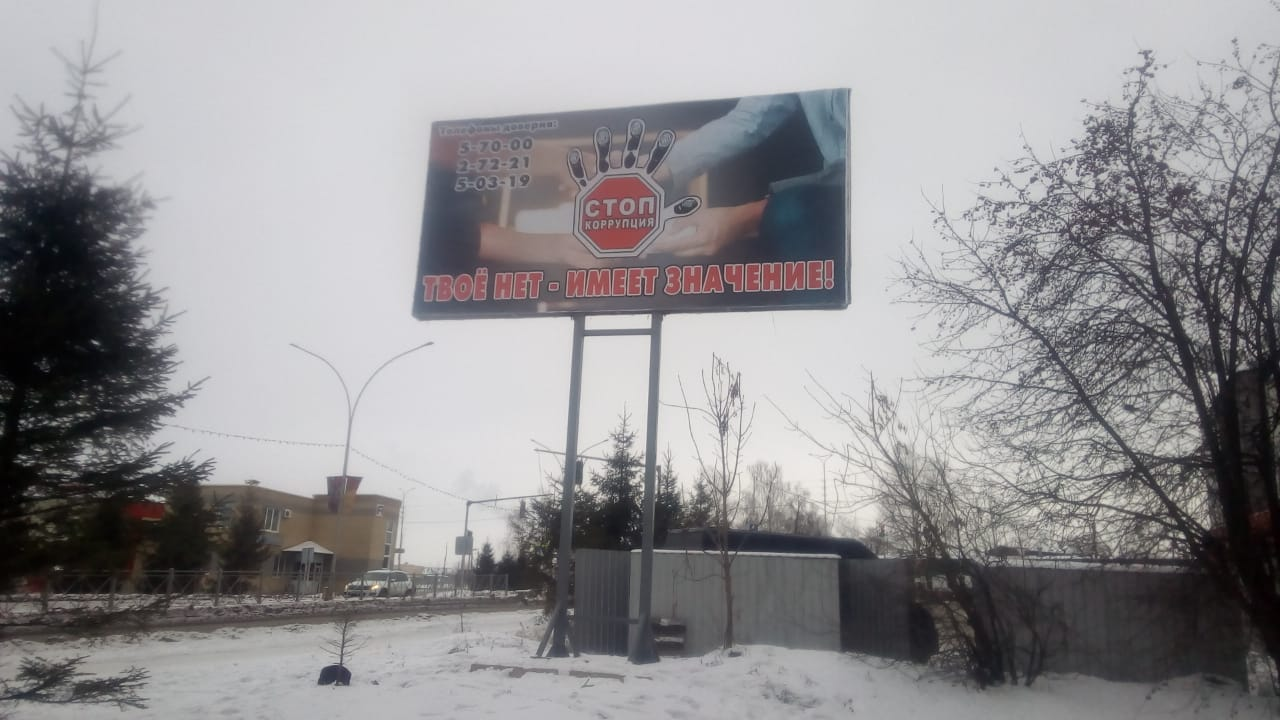 Телефоны доверия:
5-70-00
2-72-21
5-03-19
СТОП
КОРРУПЦИЯ
ТВОЁ НЕТ - ИМЕЕТ ЗНАЧЕНИЕ!